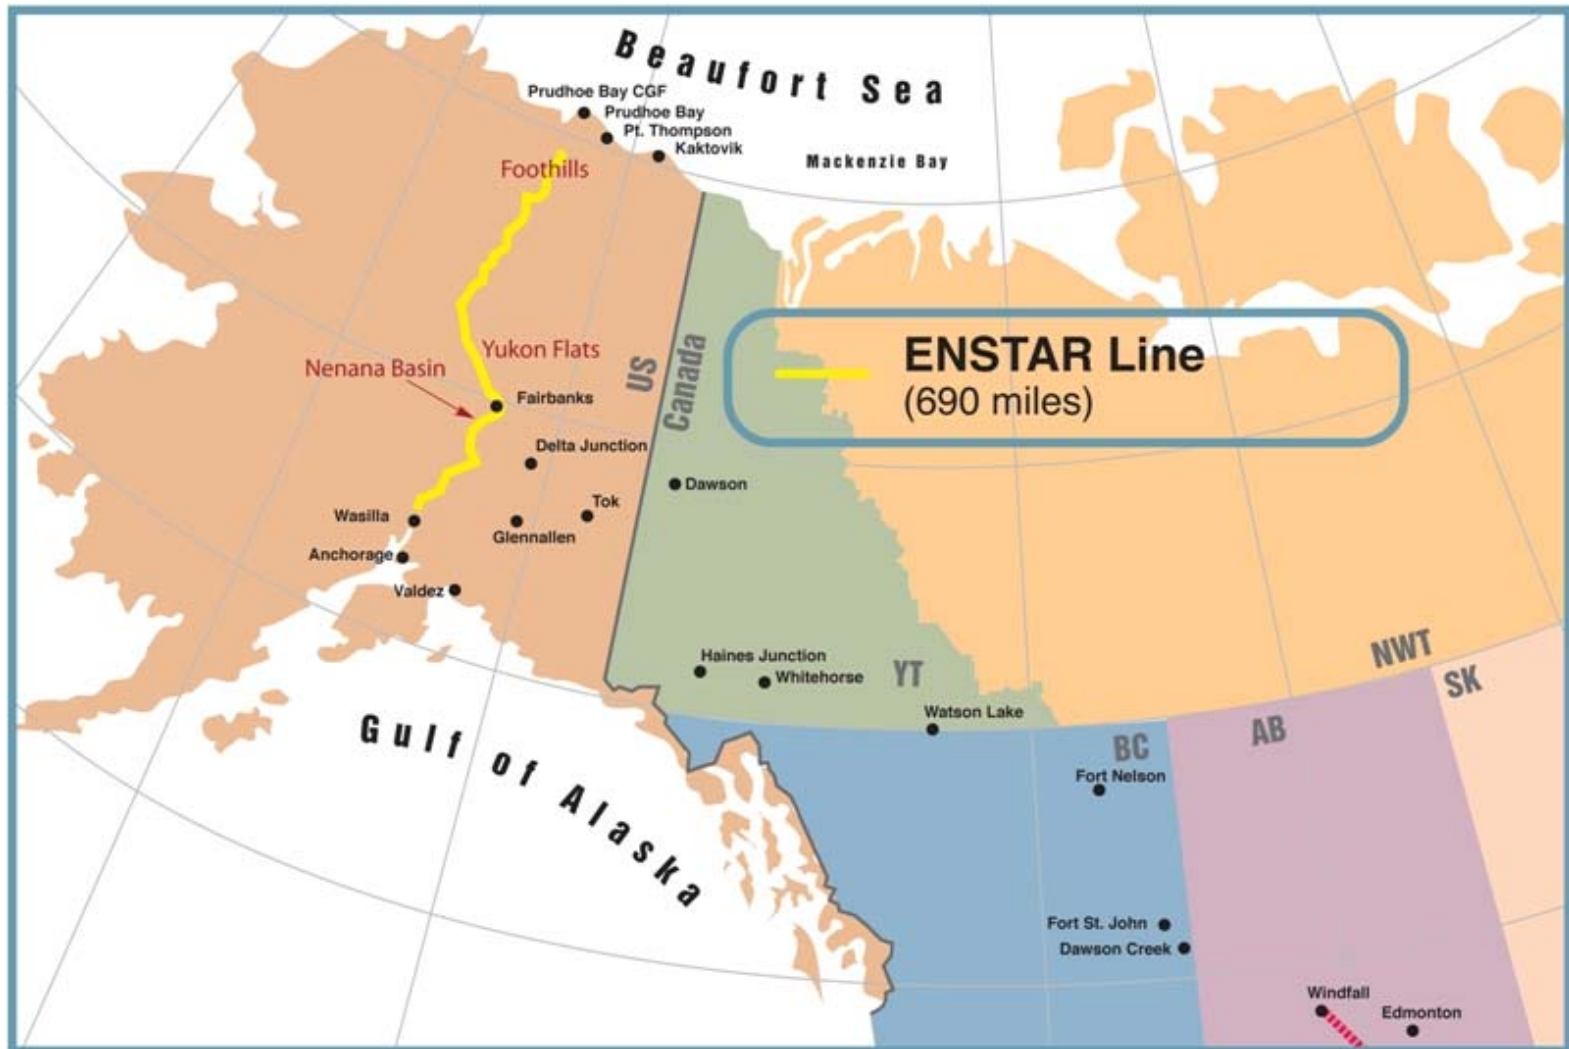 Beaufort Sea
Prudhoe Bay CGF
Prudhoe Bay
Pt. Thompson
Kaktovik
Mackenzie Bay
Foothills
Yukon Flats
Nenana Basin
US
Canada
ENSTAR Line
(690 miles)
Fairbanks
Delta Junction
Dawson
Tok
Wasilla
Glennallen
Anchorage
Valdez
Haines Junction
Whitehorse
YT
NWT
SK
Watson Lake
BC
AB
Gulf of Alaska
Fort Nelson
Fort St. John
Dawson Creek
Windfall
Edmonton